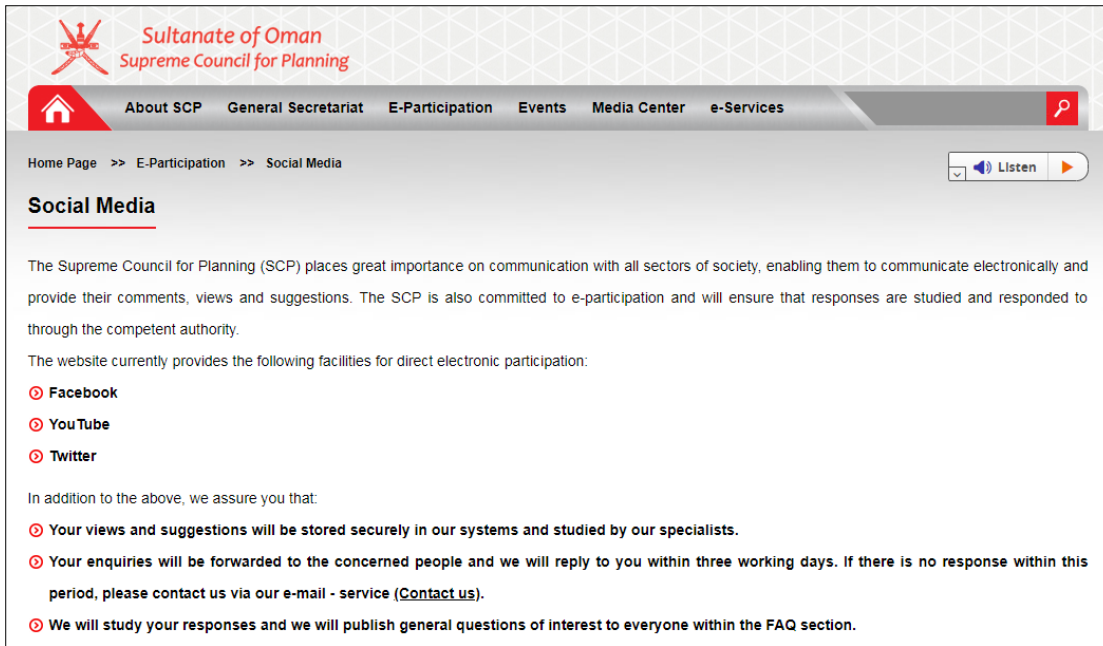 Sultanate of Oman
Supreme Council for Planning
About SCP General Secretariat E-Participation Events Media Center e-Services
Home Page >> E-Participation >> Social Media
Listen
Social Media
The Supreme Council for Planning (SCP) places great importance on communication with all sectors of society, enabling them to communicate electronically and
provide their comments, views and suggestions. The SCP is also committed to e-participation and will ensure that responses are studied and responded to
through the competent authority.
The website currently provides the following facilities for direct electronic participation:
Facebook
YouTube
Twitter
In addition to the above, we assure you that:
Your views and suggestions will be stored securely in our systems and studied by our specialists.
Your enquiries will be forwarded to the concerned people and we will reply to you within three working days. If there is no response within this
period, please contact us via our e-mail - service (Contact us).
We will study your responses and we will publish general questions of interest to everyone within the FAQ section.